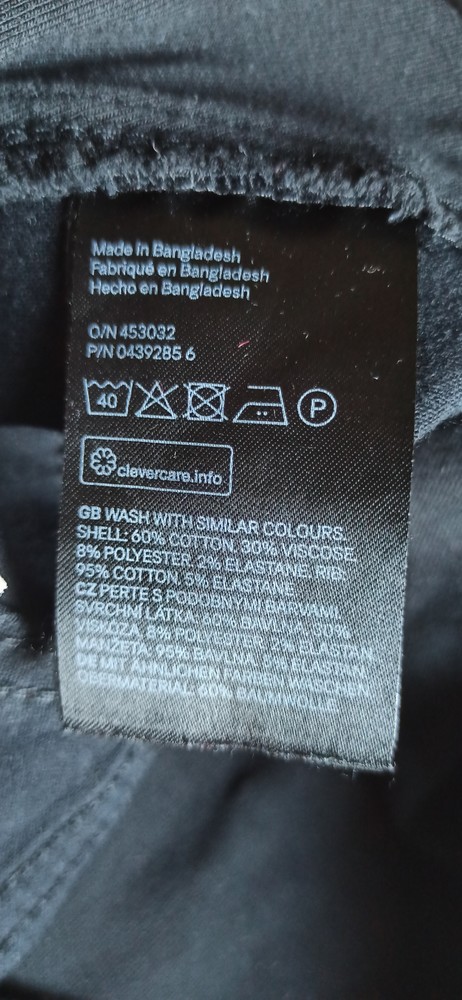 Made in Bangladesh
Fabriqué en Bangladesh
Hecho en Bangladesh
O/N 453032
P/N 0439285 6
40 P
clevercare.info
GB WASH WITH SIMILAR COLOURS.
SHELL: 60% COTTON, 30% VISCOSE,
8% POLYESTER, 2% ELASTANE. RIB:
95% COTTON, 5% ELASTANE
CZ PERTE S PODOBNÝMI BARVAMI.
SVRCHNÍ LÁTKA: 60% BAVLNA, 30%
VISKÓZA, 8% POLYESTER, 2% ELASTAN.
MANŽETA: 95% BAVLNA, 5% ELASTAN
DE MIT ÄHNLICHEN FARBEN WASCHEN.
OBERMATERIAL: 60% BAUMWOLLE,